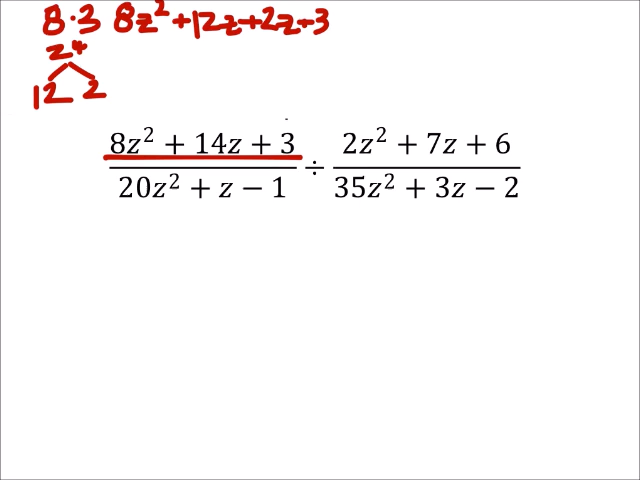 8·3 8z²+12z+2z+3
24
12 2
8z² + 14z + 3 ÷ 2z² + 7z + 6
20z² + z − 1 35z² + 3z − 2